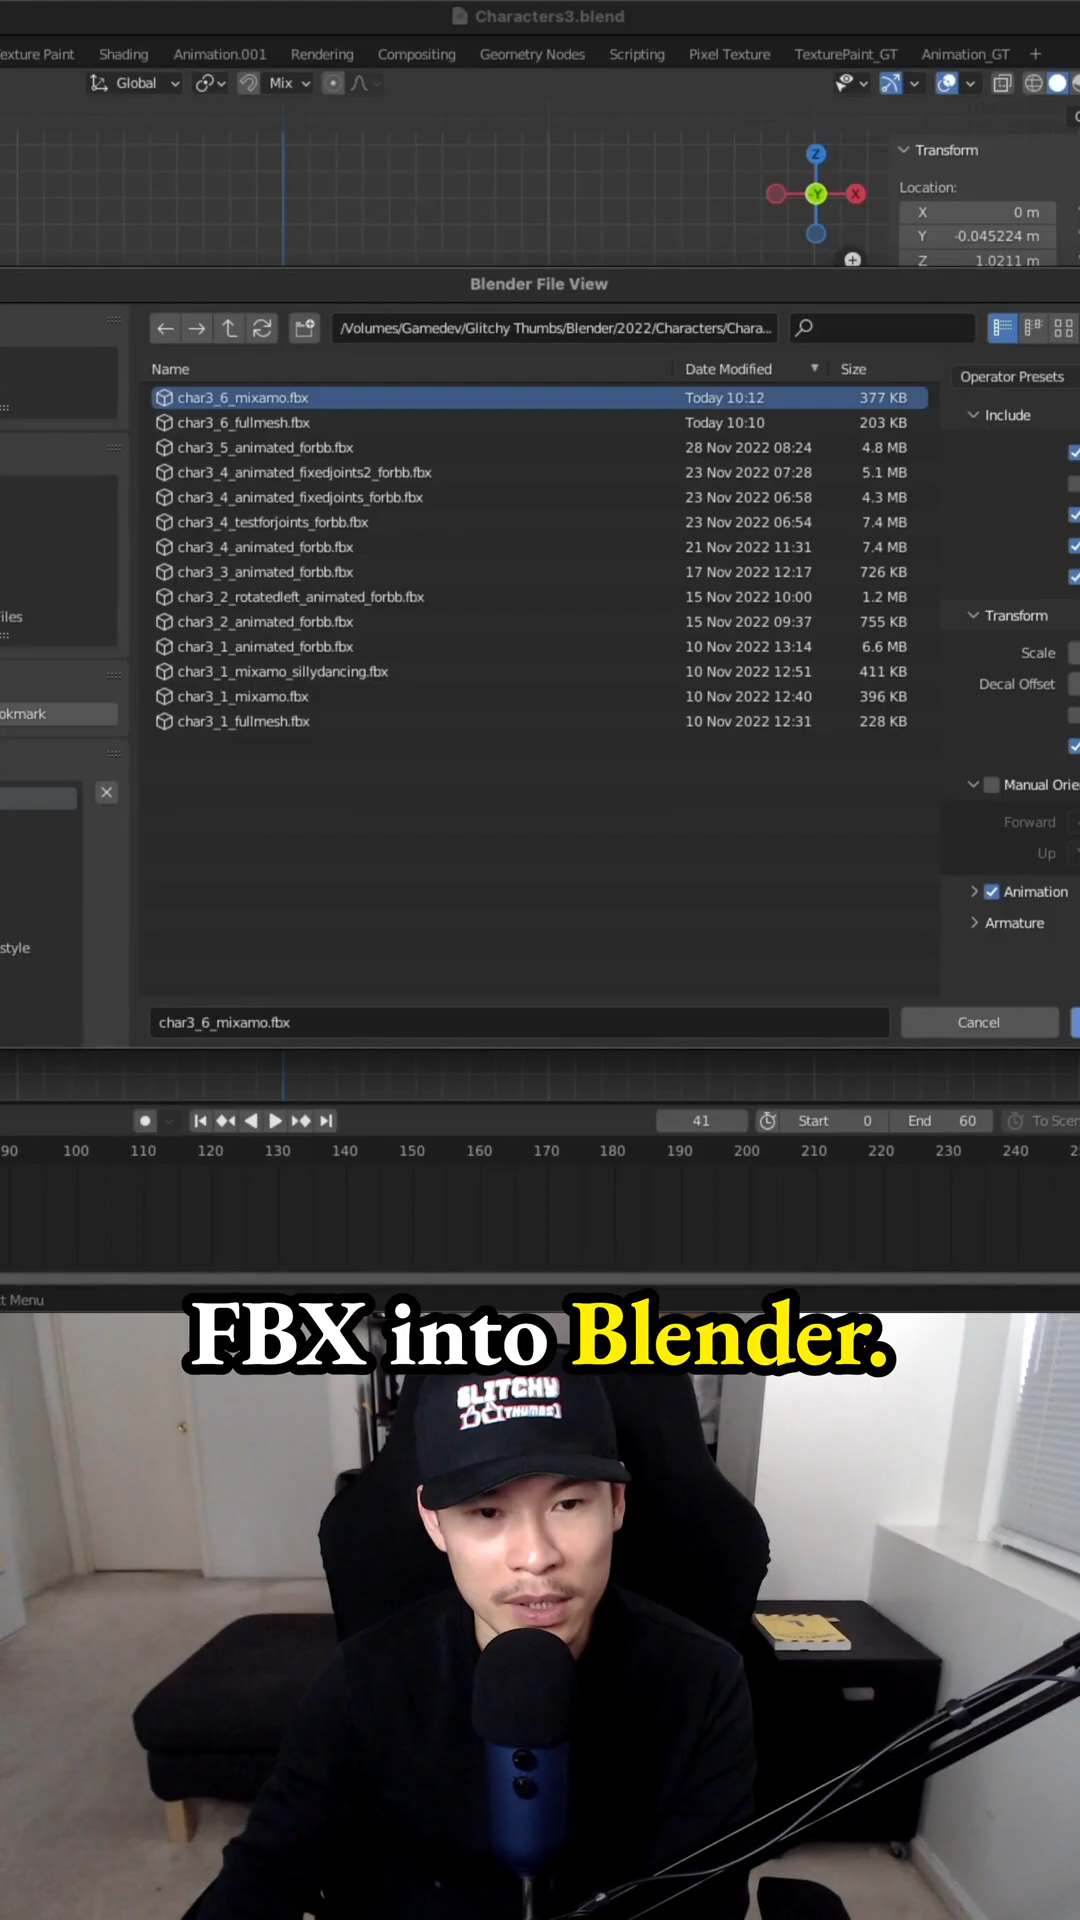 Characters3.blend
exture Paint Shading Animation.001 Rendering Compositing Geometry Nodes Scripting Pixel Texture TexturePaint_GT Animation_GT +
Global Mix
Z
Y X
Transform
Location:
X 0 m
Y -0.045224 m
Z 1.0211 m
Blender File View
/Volumes/Gamedev/Glitchy Thumbs/Blender/2022/Characters/Chara...
Name Date Modified Size
Operator Presets
char3_6_mixamo.fbx Today 10:12 377 KB
Include
char3_6_fullmesh.fbx Today 10:10 203 KB
char3_5_animated_forbb.fbx 28 Nov 2022 08:24 4.8 MB
char3_4_animated_fixedjoints2_forbb.fbx 23 Nov 2022 07:28 5.1 MB
char3_4_animated_fixedjoints_forbb.fbx 23 Nov 2022 06:58 4.3 MB
char3_4_testforjoints_forbb.fbx 23 Nov 2022 06:54 7.4 MB
char3_4_animated_forbb.fbx 21 Nov 2022 11:31 7.4 MB
char3_3_animated_forbb.fbx 17 Nov 2022 12:17 726 KB
char3_2_rotatedleft_animated_forbb.fbx 15 Nov 2022 10:00 1.2 MB
iles
Transform
char3_2_animated_forbb.fbx 15 Nov 2022 09:37 755 KB
char3_1_animated_forbb.fbx 10 Nov 2022 13:14 6.6 MB
Scale
char3_1_mixamo_sillydancing.fbx 10 Nov 2022 12:51 411 KB
Decal Offset
char3_1_mixamo.fbx 10 Nov 2022 12:40 396 KB
okmark
char3_1_fullmesh.fbx 10 Nov 2022 12:31 228 KB
Manual Orie
Forward
Up
Animation
Armature
style
char3_6_mixamo.fbx Cancel
41 Start 0 End 60 To Scen
90 100 110 120 130 140 150 160 170 180 190 200 210 220 230 240 2
t Menu
FBX into Blender.
GLITCHY
[THUMBS]